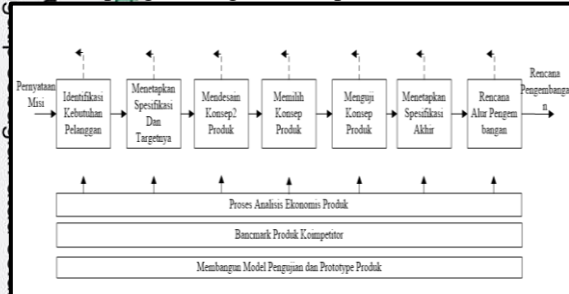 Pernyataan
Misi
Identifikasi
Kebutuhan
Pelanggan
Menetapkan
Spesifikasi
Dan
Targetnya
Mendesain
Konsep2
Produk
Memilih
Konsep
Produk
Menguji
Konsep
Produk
Menetapkan
Spesifikasi
Akhir
Rencana
Alur Pengem
bangan
Rencana
Pengembanga
n
Proses Analisis Ekonomis Produk
Bancmark Produk Koimpetitor
Membangun Model Pengujian dan Prototype Produk